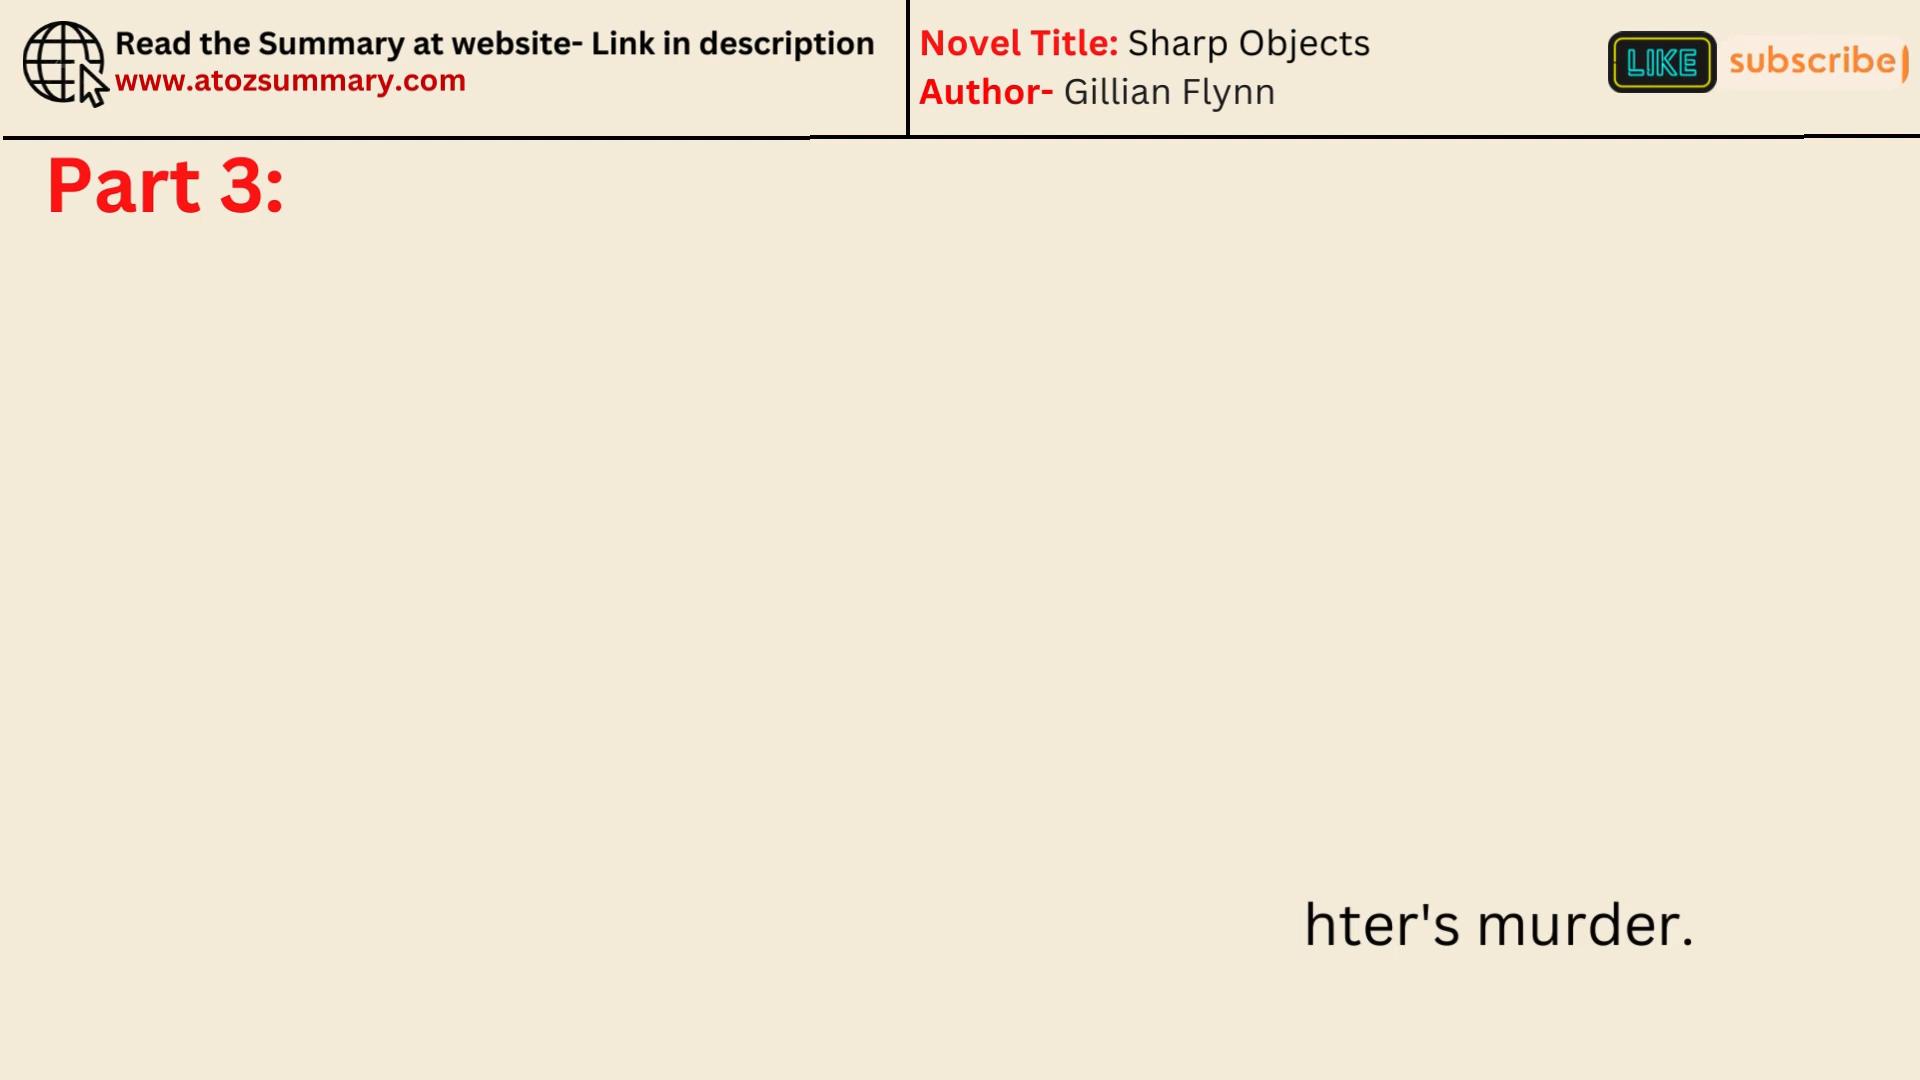 Read the Summary at website- Link in description
www.atozsummary.com
Novel Title: Sharp Objects
Author- Gillian Flynn
LIKE
subscribe
Part 3:
hter's murder.